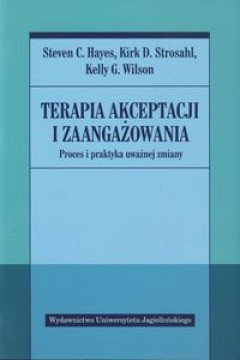 Steven C. Hayes, Kirk D. Strosahl,
Kelly G. Wilson
TERAPIA AKCEPTACJI
I ZAANGAŻOWANIA
Proces i praktyka uważnej zmiany
Wydawnictwo Uniwersytetu Jagiellońskiego